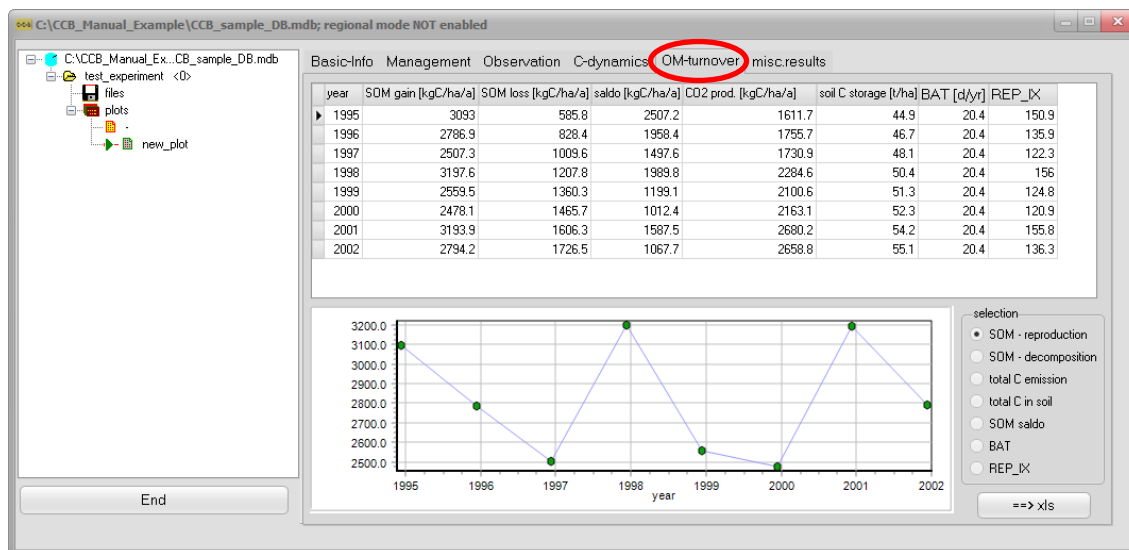 C:\CCB_Manual_Example\CCB_sample_DB.mdb; regional mode NOT enabled
C:\CCB_Manual_Ex...CB_sample_DB.mdb
test_experiment <0>
files
plots
-
new_plot
End
Basic-Info Management Observation C-dynamics OM-turnover misc.results
year SOM gain [kgC/ha/a] SOM loss [kgC/ha/a] saldo [kgC/ha/a] CO2 prod. [kgC/ha/a] soil C storage [t/ha] BAT [d/yr] REP_IX
1995 3093 585.8 2507.2 1611.7 44.9 20.4 150.9
1996 2786.9 828.4 1958.4 1755.7 46.7 20.4 135.9
1997 2507.3 1009.6 1497.6 1730.9 48.1 20.4 122.3
1998 3197.6 1207.8 1989.8 2284.6 50.4 20.4 156
1999 2559.5 1360.3 1199.1 2100.6 51.3 20.4 124.8
2000 2478.1 1465.7 1012.4 2163.1 52.3 20.4 120.9
2001 3193.9 1606.3 1587.5 2680.2 54.2 20.4 155.8
2002 2794.2 1726.5 1067.7 2658.8 55.1 20.4 136.3
3200.0
3100.0
3000.0
2900.0
2800.0
2700.0
2600.0
2500.0
1995 1996 1997 1998 1999 2000 2001 2002
year
selection
SOM - reproduction
SOM - decomposition
total C emission
total C in soil
SOM saldo
BAT
REP_IX
==> xls